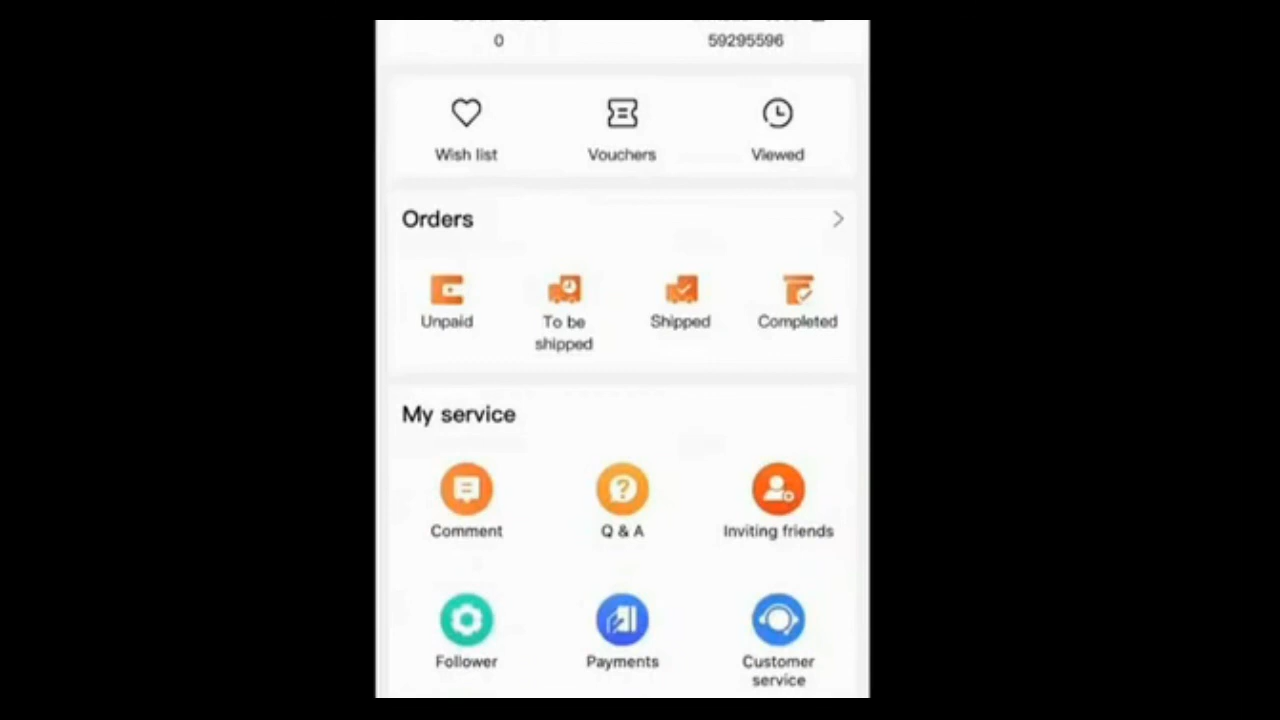 0
59295596
Wish list
Vouchers
Viewed
Orders
Unpaid
To be
shipped
Shipped
Completed
My service
Comment
Q & A
Inviting friends
Follower
Payments
Customer
service